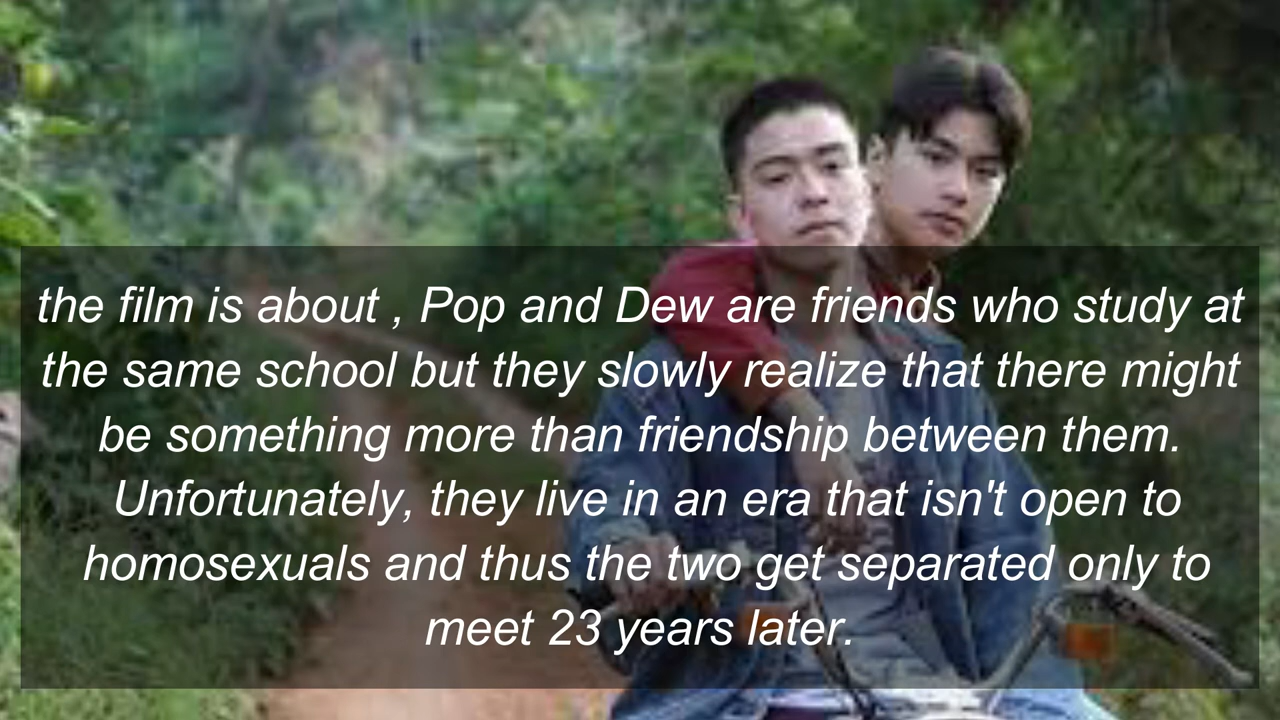 the film is about , Pop and Dew are friends who study at
the same school but they slowly realize that there might
be something more than friendship between them.
Unfortunately, they live in an era that isn't open to
homosexuals and thus the two get separated only to
meet 23 years later.